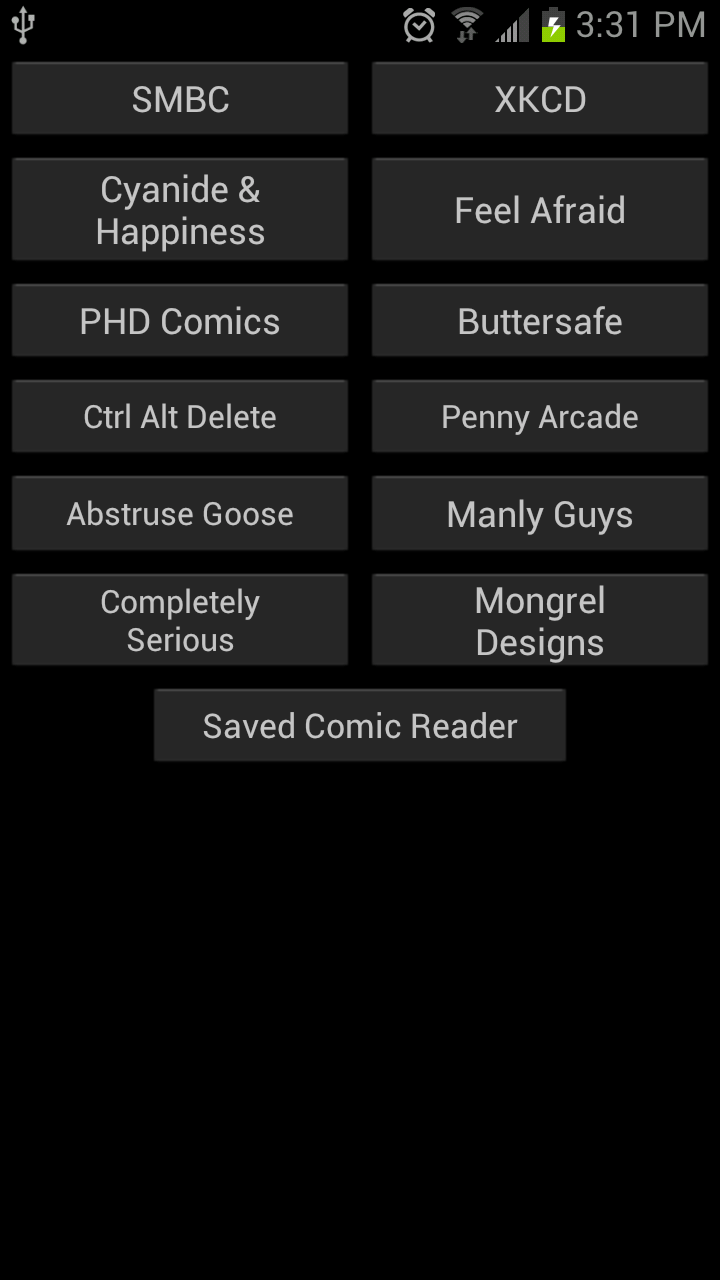 3:31 PM
SMBC
XKCD
Cyanide &
Happiness
Feel Afraid
PHD Comics
Buttersafe
Ctrl Alt Delete
Penny Arcade
Abstruse Goose
Manly Guys
Completely
Serious
Mongrel
Designs
Saved Comic Reader